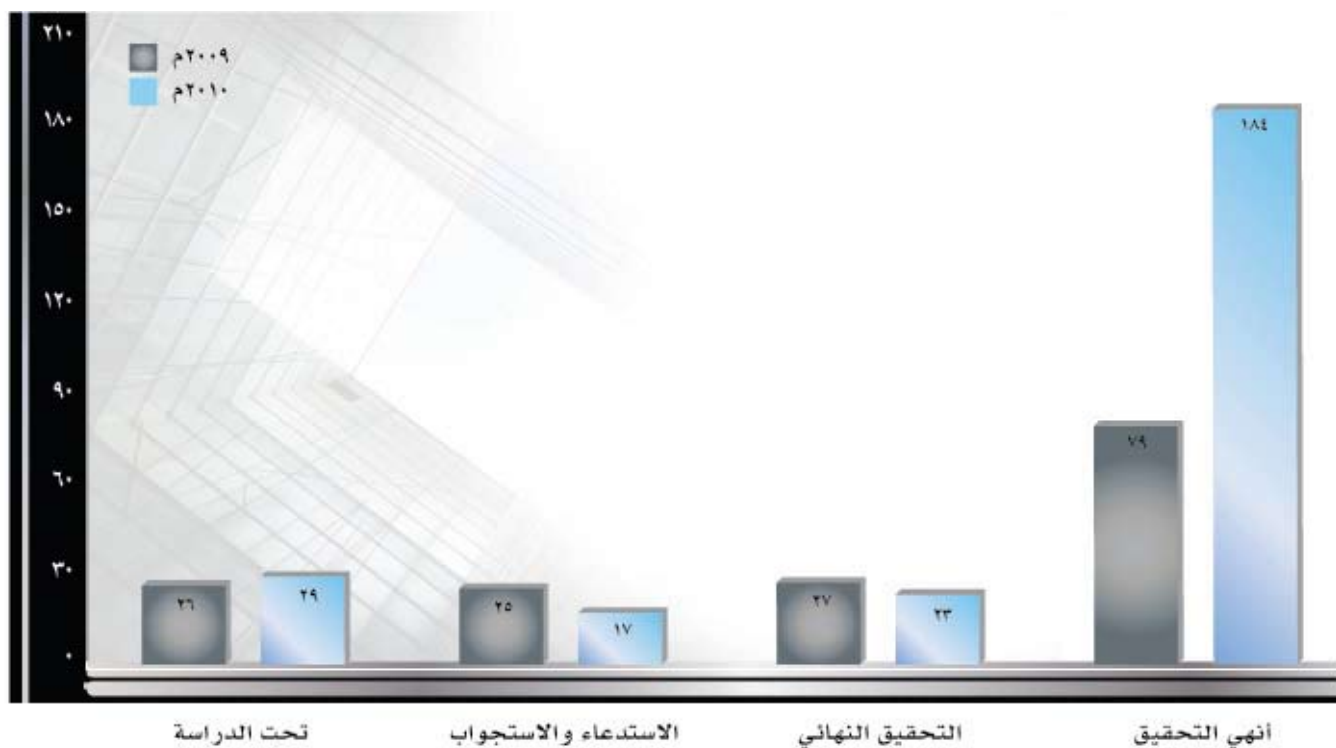 ٢١٠
١٨٠
١٥٠
١٢٠
٩٠
٦٠
٣٠
٠
٢٠٠٩م
٢٠١٠م
٢٦
٢٩
٢٥
١٧
٢٧
٢٣
٧٩
١٨٤
تحت الدراسة
الاستدعاء والاستجواب
التحقيق النهائي
أنهي التحقيق